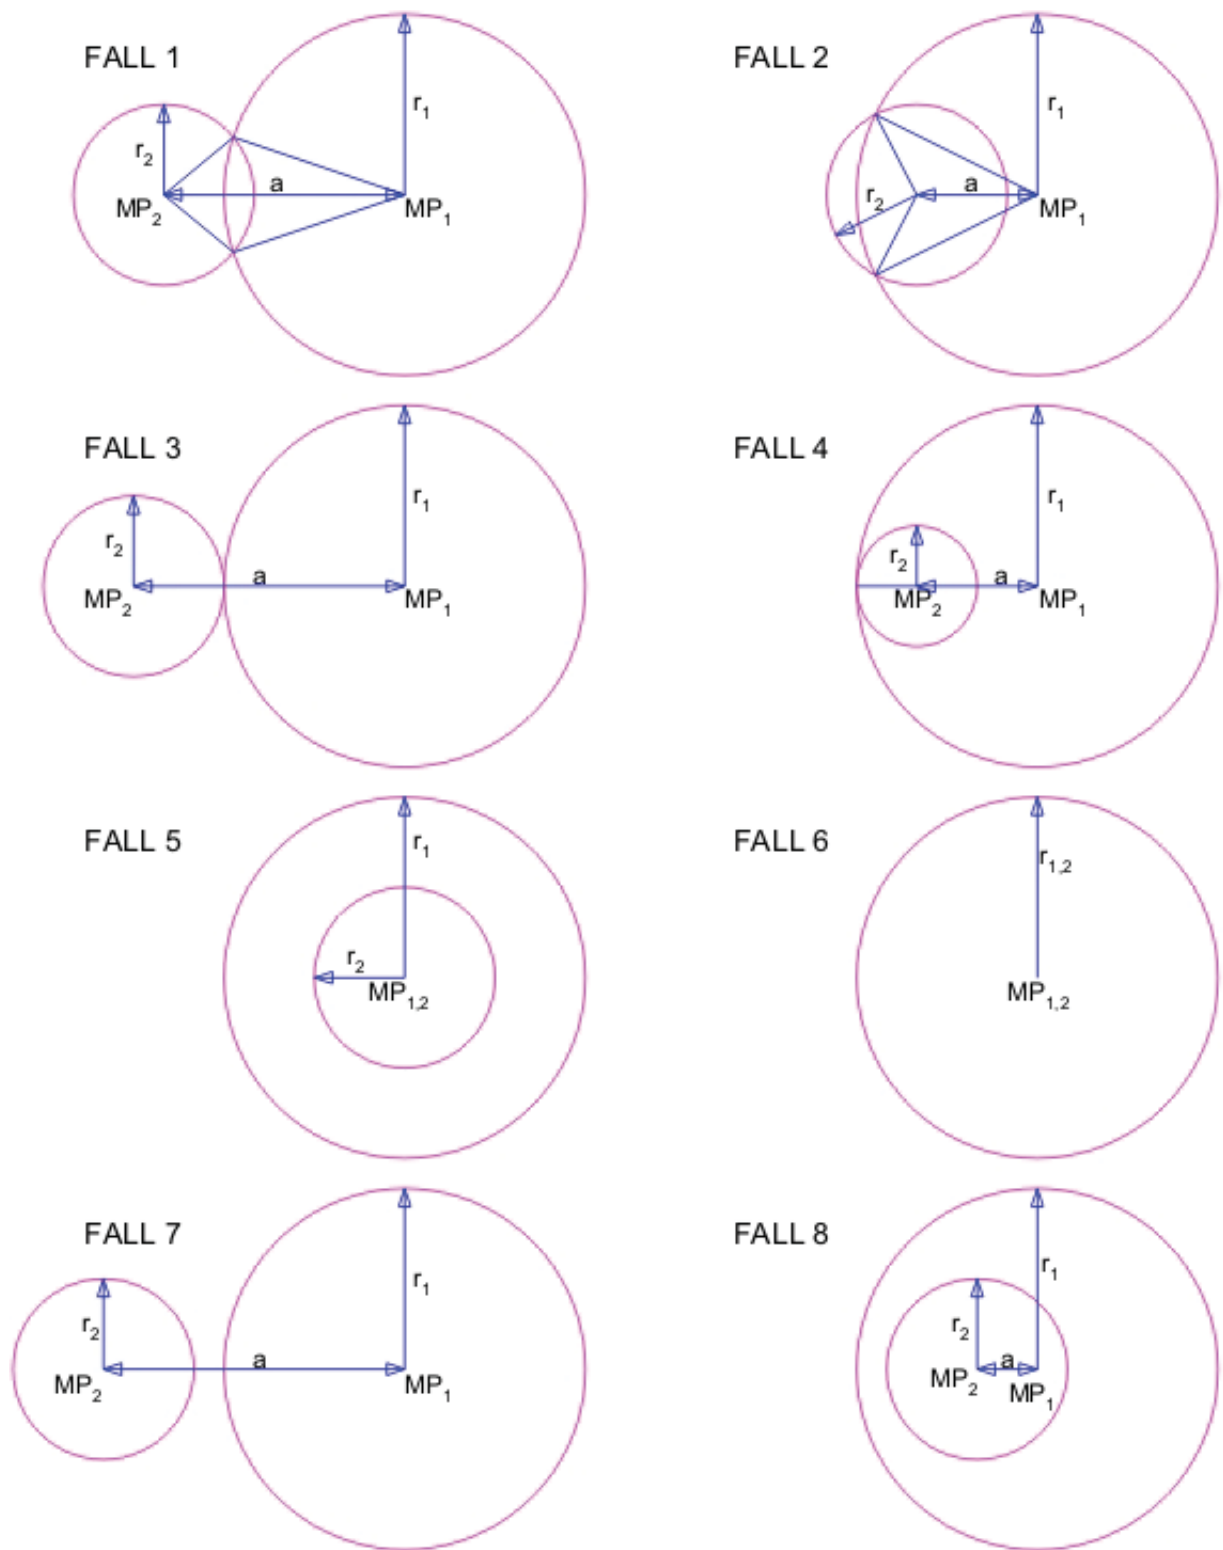 FALL 1
r₁
r₂
a
MP₂
MP₁
FALL 2
r₁
r₂
a
MP₁
FALL 3
r₁
r₂
a
MP₂
MP₁
FALL 4
r₁
r₂
a
MP₂
MP₁
FALL 5
r₁
r₂
MP₁,₂
FALL 6
r₁,₂
MP₁,₂
FALL 7
r₁
r₂
a
MP₂
MP₁
FALL 8
r₁
r₂
a
MP₂
MP₁